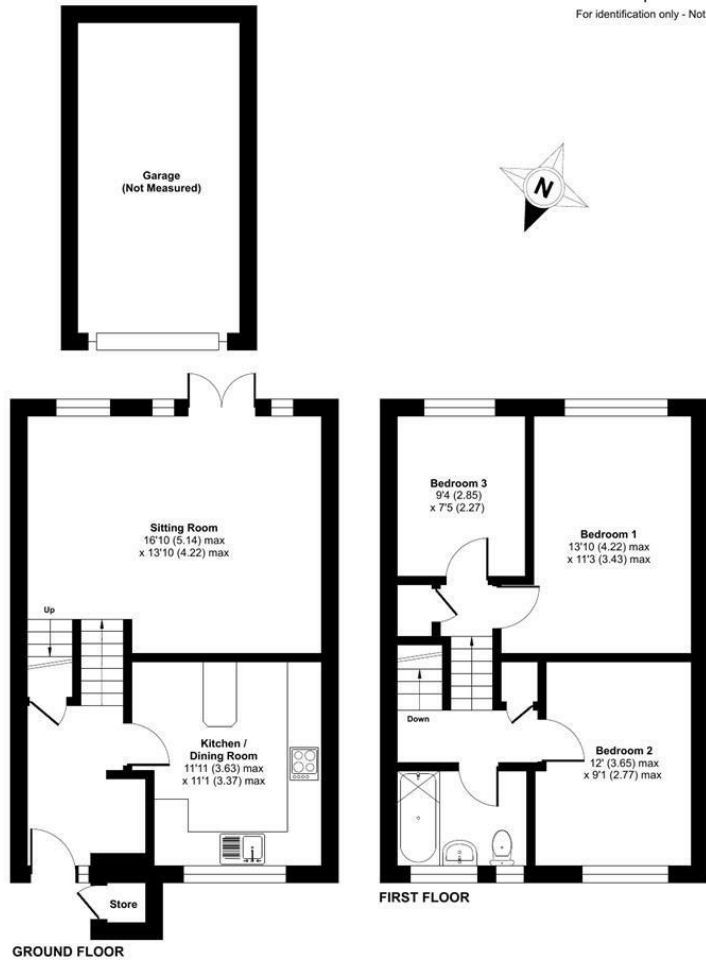 For identification only - Not
Garage
(Not Measured)
N
Sitting Room
16'10 (5.14) max
x 13'10 (4.22) max
Up
Kitchen /
Dining Room
11'11 (3.63) max
x 11'1 (3.37) max
Store
GROUND FLOOR
Bedroom 3
9'4 (2.85)
x 7'5 (2.27)
Bedroom 1
13'10 (4.22) max
x 11'3 (3.43) max
Down
Bedroom 2
12' (3.65) max
x 9'1 (2.77) max
FIRST FLOOR